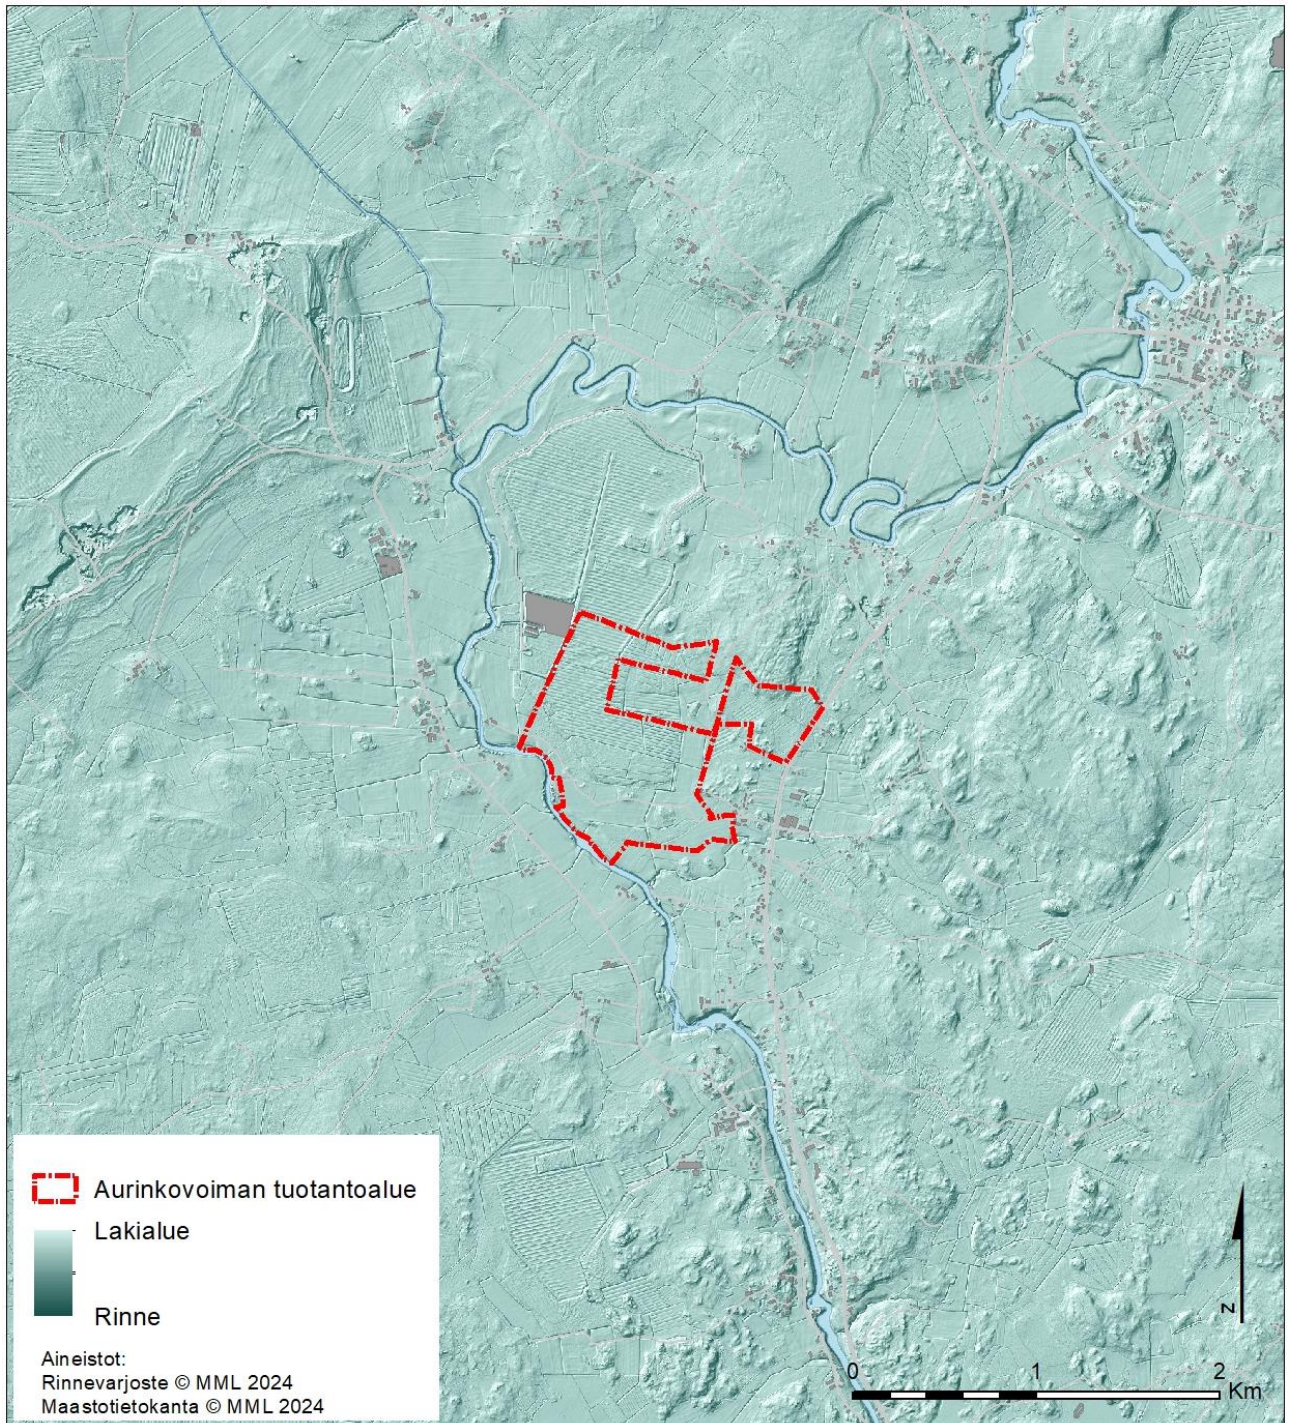 Aurinkovoiman tuotantoalue
Lakialue
Rinne
Aineistot:
Rinnevarjoste © MML 2024
Maastotietokanta © MML 2024
N
0 1 2
Km